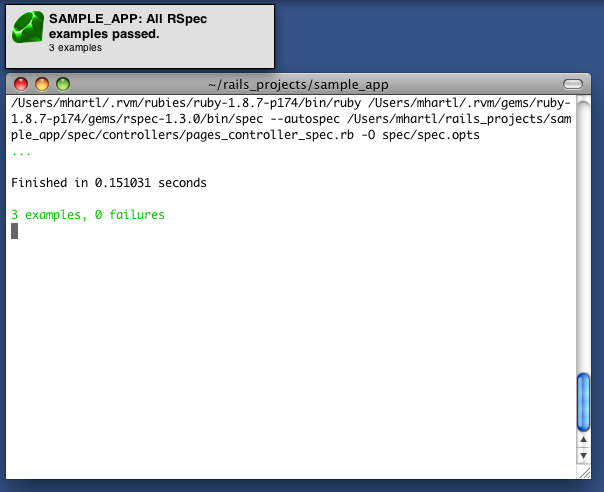 SAMPLE_APP: All RSpec
examples passed.
3 examples
~/rails_projects/sample_app
/Users/mhartl/.rvm/rubies/ruby-1.8.7-p174/bin/ruby /Users/mhartl/.rvm/gems/ruby-
1.8.7-p174/gems/rspec-1.3.0/bin/spec --autospec /Users/mhartl/rails_projects/sam
ple_app/spec/controllers/pages_controller_spec.rb -O spec/spec.opts
...
Finished in 0.151031 seconds
3 examples, 0 failures